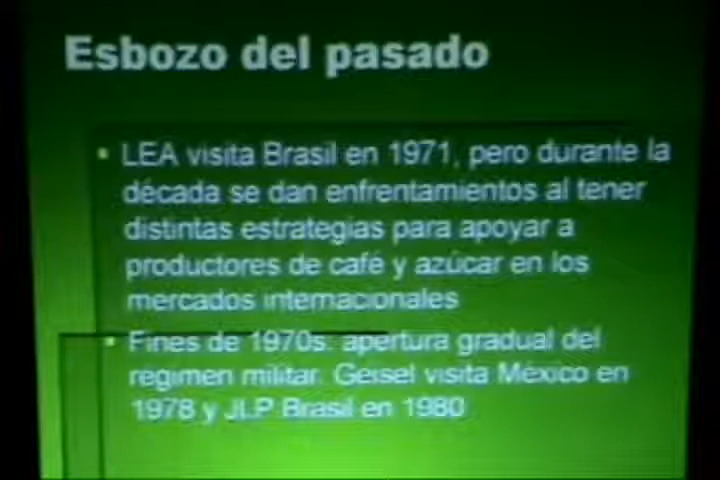 Esbozo del pasado
• LEA visita Brasil en 1971, pero durante la
década se dan enfrentamientos al tener
distintas estrategias para apoyar a
productores de café y azúcar en los
mercados internacionales
• Fines de 1970s: apertura gradual del
regimen militar. Geisel visita México en
1978 y JLP Brasil en 1980